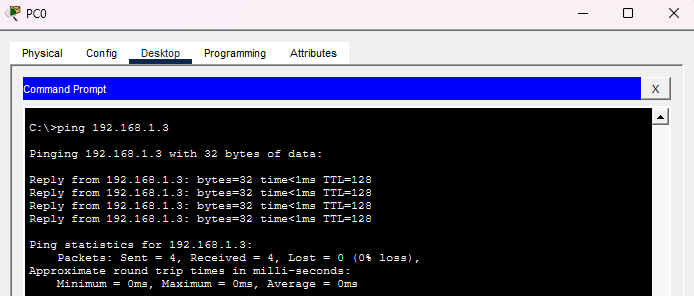 PC0
Physical Config Desktop Programming Attributes
Command Prompt X
C:\>ping 192.168.1.3
Pinging 192.168.1.3 with 32 bytes of data:
Reply from 192.168.1.3: bytes=32 time<1ms TTL=128
Reply from 192.168.1.3: bytes=32 time<1ms TTL=128
Reply from 192.168.1.3: bytes=32 time<1ms TTL=128
Reply from 192.168.1.3: bytes=32 time<1ms TTL=128
Ping statistics for 192.168.1.3:
Packets: Sent = 4, Received = 4, Lost = 0 (0% loss),
Approximate round trip times in milli-seconds:
Minimum = 0ms, Maximum = 0ms, Average = 0ms